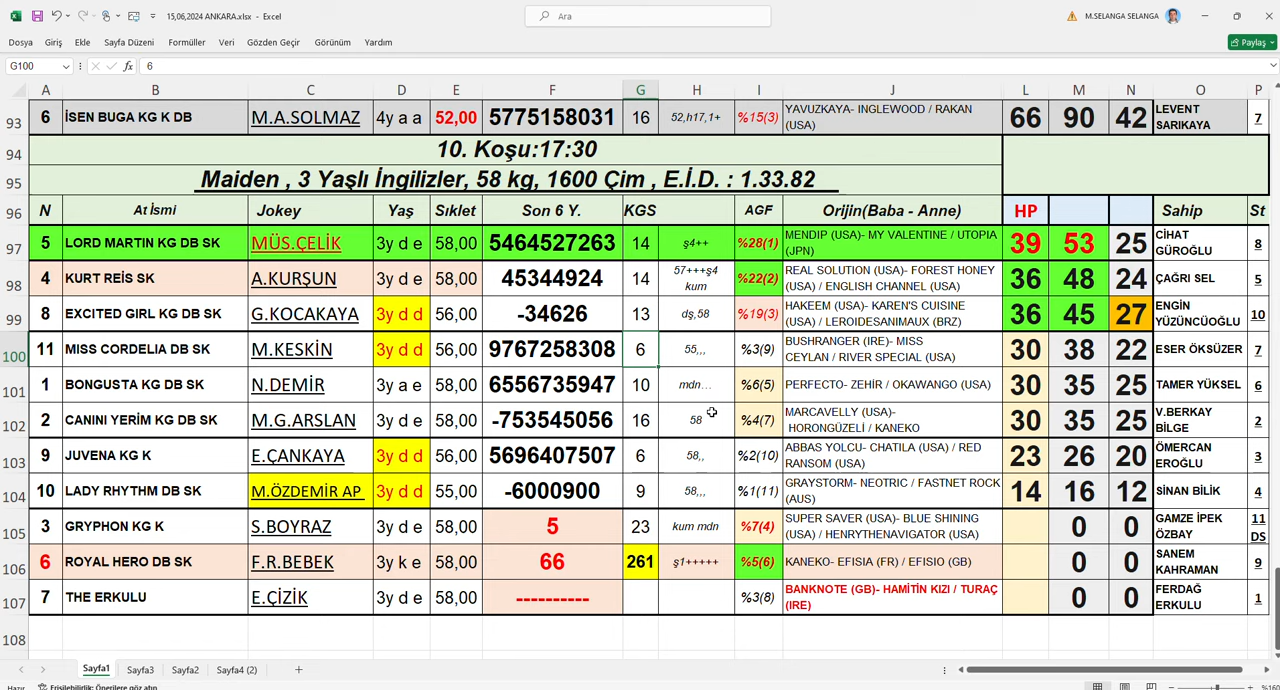 15,06,2024 ANKARA.xlsx - Excel
Ara
M.SELANGA SELANGA
Dosya Giriş Ekle Sayfa Düzeni Formüller Veri Gözden Geçir Görünüm Yardım
Paylaş
G100 fx 6
A B C D E F G H I J L M N O P
93 6 İSEN BUGA KG K DB M.A.SOLMAZ 4y a a 52,00 5775158031 16 52,h17,1+ %15(3) YAVUZKAYA- INGLEWOOD / RAKAN (USA) 66 90 42 LEVENT SARIKAYA 7
94 10. Koşu:17:30
95 Maiden , 3 Yaşlı İngilizler, 58 kg, 1600 Çim , E.İ.D. : 1.33.82
96 N At İsmi Jokey Yaş Sıklet Son 6 Y. KGS AGF Orijin(Baba - Anne) HP Sahip St
97 5 LORD MARTIN KG DB SK MÜS.ÇELİK 3y d e 58,00 5464527263 14 ş4++ %28(1) MENDIP (USA)- MY VALENTINE / UTOPIA (JPN) 39 53 25 CİHAT GÜROĞLU 8
98 4 KURT REİS SK A.KURŞUN 3y d e 58,00 45344924 14 57+++ş4 kum %22(2) REAL SOLUTION (USA)- FOREST HONEY (USA) / ENGLISH CHANNEL (USA) 36 48 24 ÇAĞRI SEL 5
99 8 EXCITED GIRL KG DB SK G.KOCAKAYA 3y d d 56,00 -34626 13 dş,58 %19(3) HAKEEM (USA)- KAREN'S CUISINE (USA) / LEROIDESANIMAUX (BRZ) 36 45 27 ENGİN YÜZÜNCÜOĞLU 10
100 11 MISS CORDELIA DB SK M.KESKİN 3y d d 56,00 9767258308 6 55,,, %3(9) BUSHRANGER (IRE)- MISS CEYLAN / RIVER SPECIAL (USA) 30 38 22 ESER ÖKSÜZER 7
101 1 BONGUSTA KG DB SK N.DEMİR 3y a e 58,00 6556735947 10 mdn... %6(5) PERFECTO- ZEHİR / OKAWANGO (USA) 30 35 25 TAMER YÜKSEL 6
102 2 CANINI YERİM KG DB SK M.G.ARSLAN 3y d e 58,00 -753545056 16 58 %4(7) MARCAVELLY (USA)- HORONGÜZELİ / KANEKO 30 35 25 V.BERKAY BİLGE 2
103 9 JUVENA KG K E.ÇANKAYA 3y d d 56,00 5696407507 6 58,, %2(10) ABBAS YOLCU- CHATILA (USA) / RED RANSOM (USA) 23 26 20 ÖMERCAN EROĞLU 3
104 10 LADY RHYTHM DB SK M.ÖZDEMİR AP 3y d d 55,00 -6000900 9 58,,, %1(11) GRAYSTORM- NEOTRIC / FASTNET ROCK (AUS) 14 16 12 SİNAN BİLİK 4
105 3 GRYPHON KG K S.BOYRAZ 3y d e 58,00 5 23 kum mdn %7(4) SUPER SAVER (USA)- BLUE SHINING (USA) / HENRYTHENAVIGATOR (USA) 0 0 GAMZE İPEK ÖZBAY 11 DS
106 6 ROYAL HERO DB SK F.R.BEBEK 3y k e 58,00 66 261 ş1+++++ %5(6) KANEKO- EFISIA (FR) / EFISIO (GB) 0 0 SANEM KAHRAMAN 9
107 7 THE ERKULU E.ÇİZİK 3y d e 58,00 ---------- %3(8) BANKNOTE (GB)- HAMİTİN KIZI / TURAÇ (IRE) 0 0 FERDAĞ ERKULU 1
108
Sayfa1 Sayfa3 Sayfa2 Sayfa4 (2) +
Hazır Erişilebilirlik: Önerilere göz atın %160